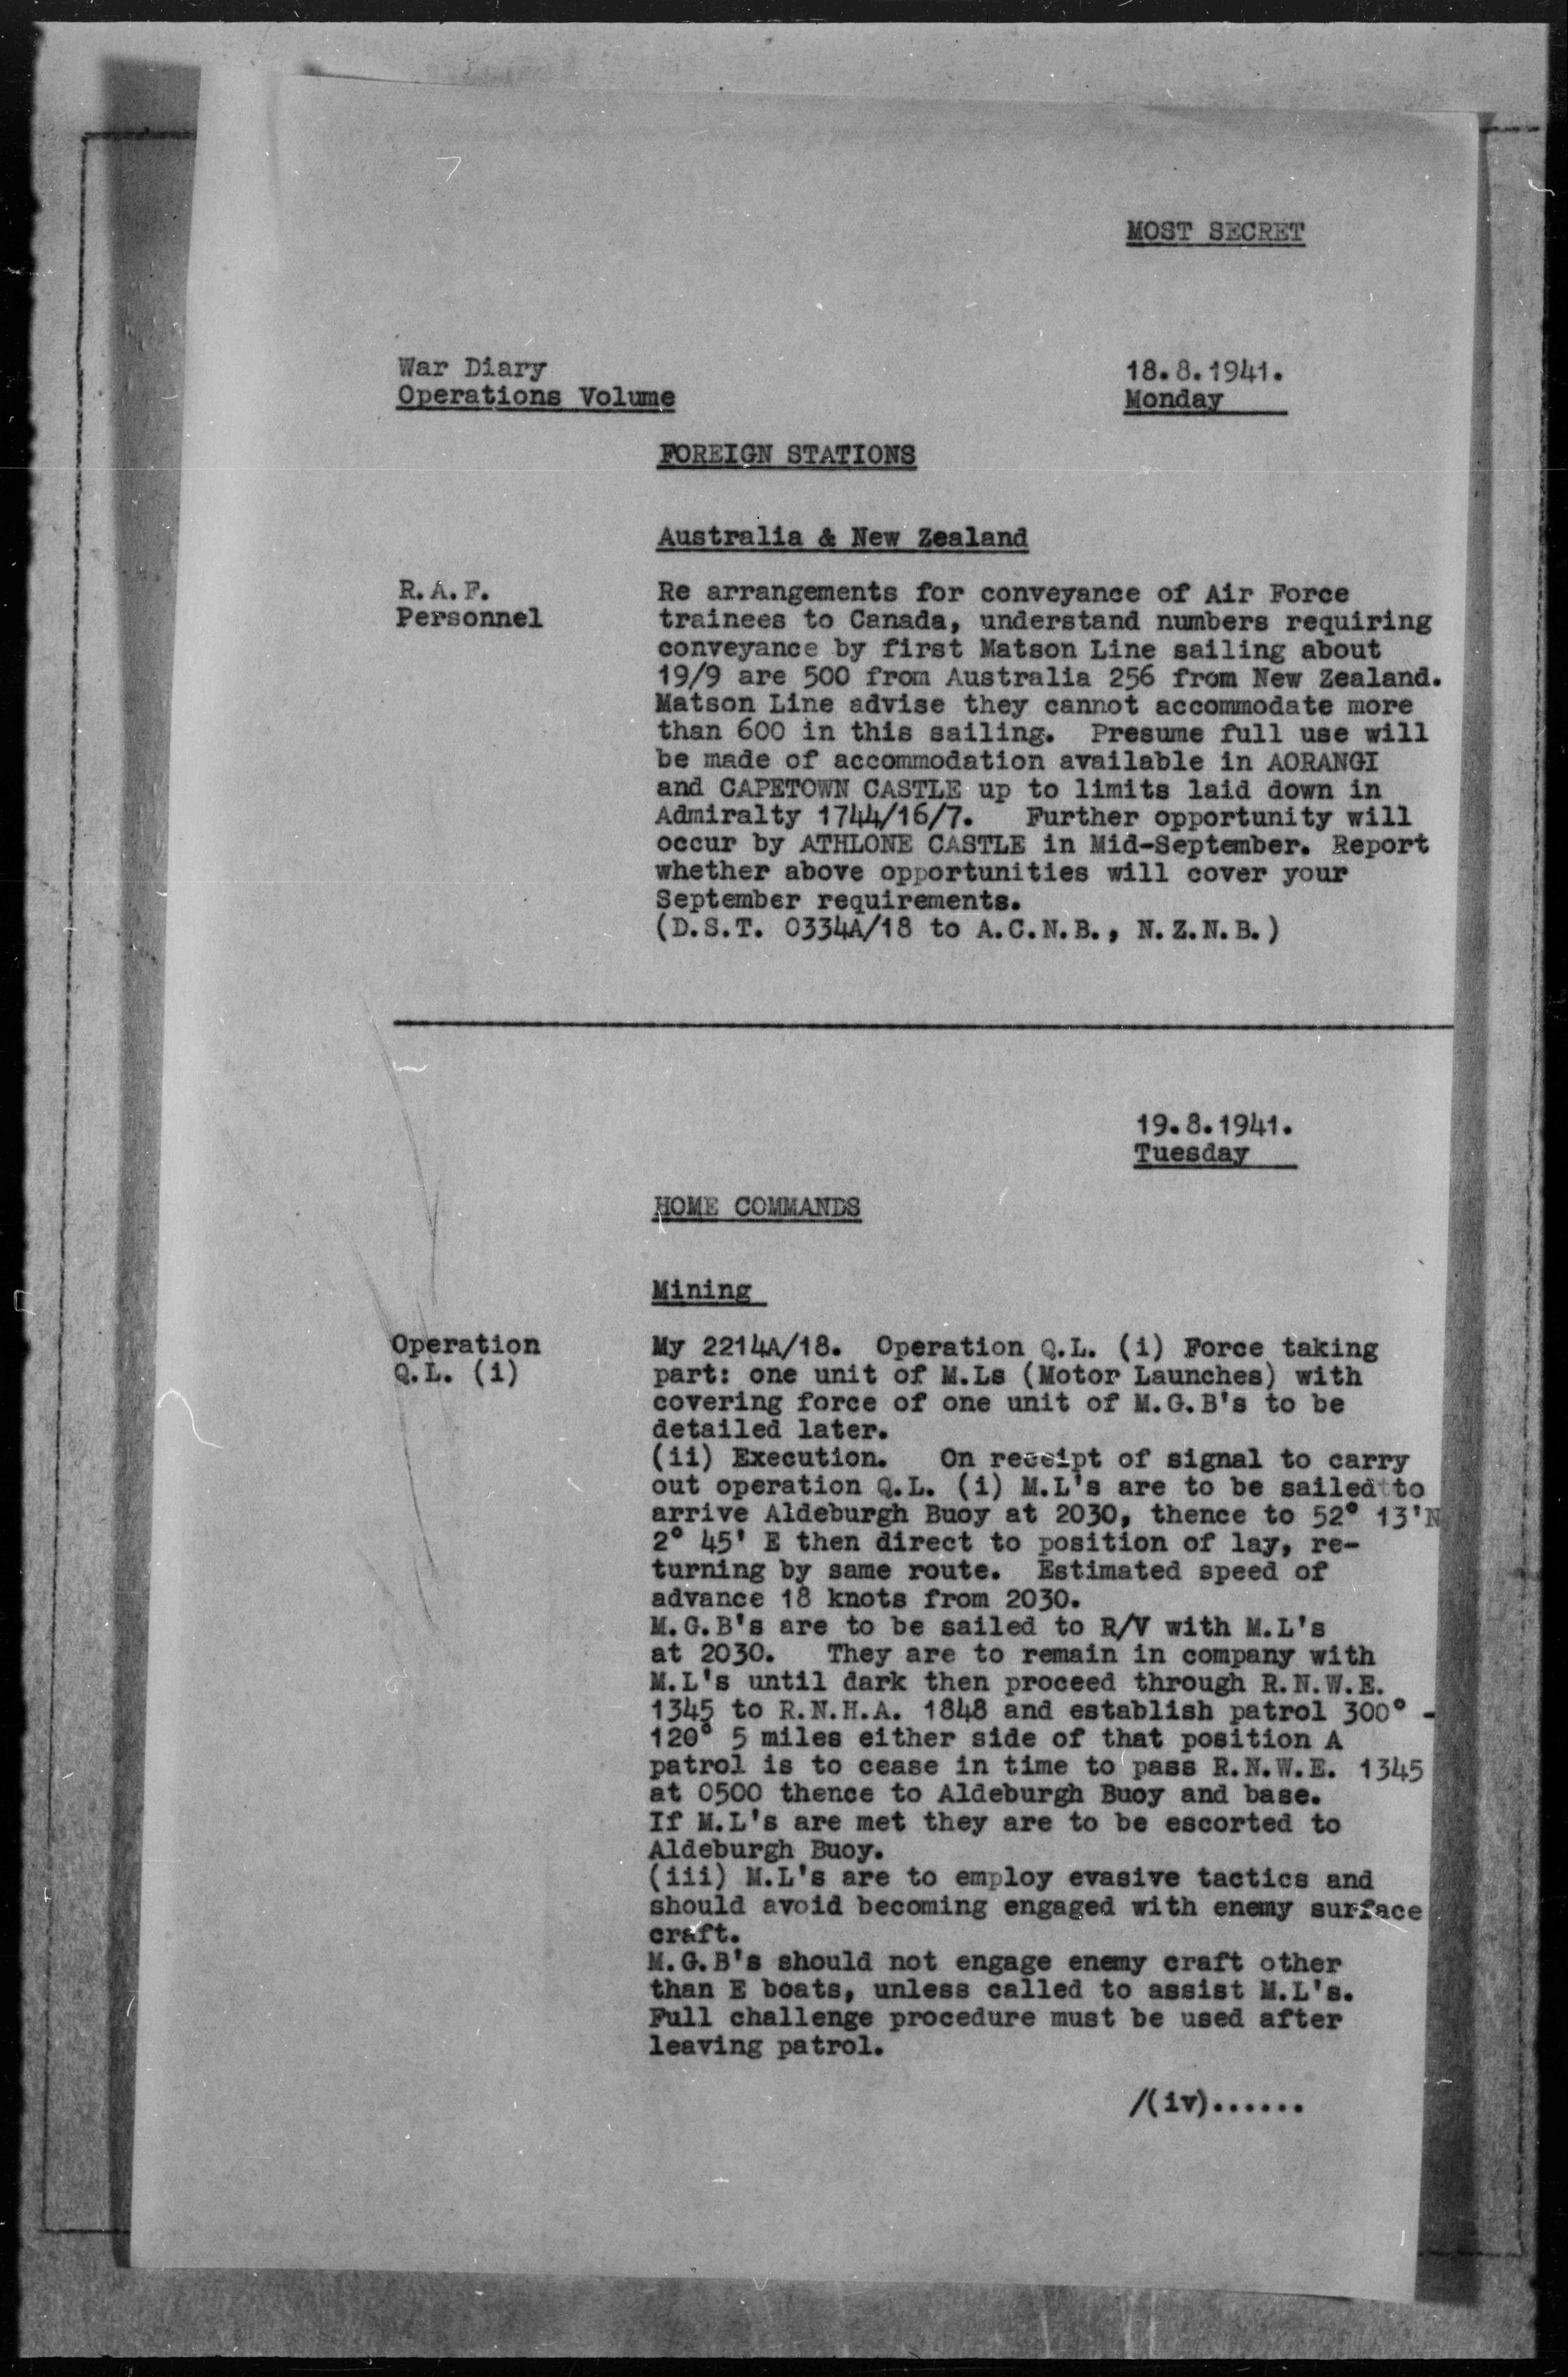 MOST SECRET
War Diary
Operations Volume
18.8.1941.
Monday
FOREIGN STATIONS
Australia & New Zealand
R.A.F.
Personnel
Re arrangements for conveyance of Air Force
trainees to Canada, understand numbers requiring
conveyance by first Matson Line sailing about
19/9 are 500 from Australia 256 from New Zealand.
Matson Line advise they cannot accommodate more
than 600 in this sailing. Presume full use will
be made of accommodation available in AORANGI
and CAPETOWN CASTLE up to limits laid down in
Admiralty 1744/16/7. Further opportunity will
occur by ATHLONE CASTLE in Mid-September. Report
whether above opportunities will cover your
September requirements.
(D.S.T. 0334A/18 to A.C.N.B., N.Z.N.B.)
19.8.1941.
Tuesday
HOME COMMANDS
Mining
Operation
Q.L. (i)
My 2214A/18. Operation Q.L. (i) Force taking
part: one unit of M.Ls (Motor Launches) with
covering force of one unit of M.G.B's to be
detailed later.
(ii) Execution. On receipt of signal to carry
out operation Q.L. (i) M.L's are to be sailed to
arrive Aldeburgh Buoy at 2030, thence to 52° 13'N
2° 45' E then direct to position of lay, re-
turning by same route. Estimated speed of
advance 18 knots from 2030.
M.G.B's are to be sailed to R/V with M.L's
at 2030. They are to remain in company with
M.L's until dark then proceed through R.N.W.E.
1345 to R.N.H.A. 1848 and establish patrol 300° -
120° 5 miles either side of that position A
patrol is to cease in time to pass R.N.W.E. 1345
at 0500 thence to Aldeburgh Buoy and base.
If M.L's are met they are to be escorted to
Aldeburgh Buoy.
(iii) M.L's are to employ evasive tactics and
should avoid becoming engaged with enemy surface
craft.
M.G.B's should not engage enemy craft other
than E boats, unless called to assist M.L's.
Full challenge procedure must be used after
leaving patrol.
/(iv)......